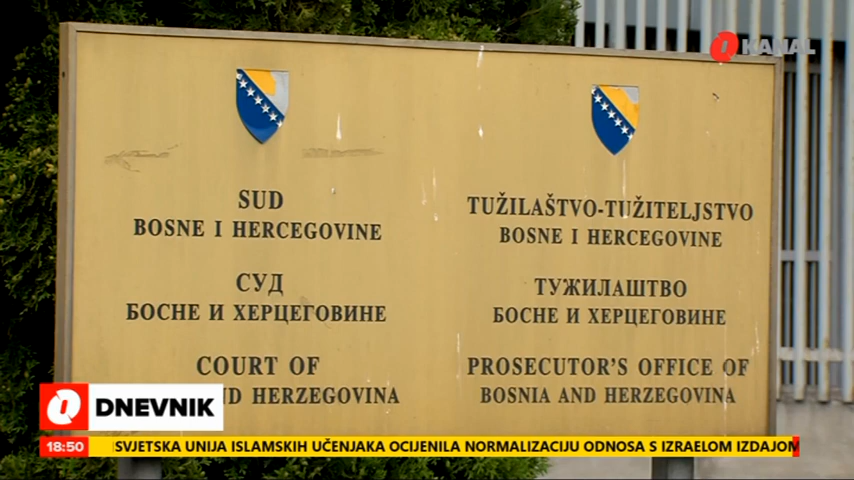 O KANAL
SUD
BOSNE I HERCEGOVINE
СУД
БОСНЕ И ХЕРЦЕГОВИНЕ
COURT OF
ND HERZEGOVINA
TUŽILAŠTVO-TUŽITELJSTVO
BOSNE I HERCEGOVINE
ТУЖИЛАШТВО
БОСНЕ И ХЕРЦЕГОВИНЕ
PROSECUTOR'S OFFICE OF
BOSNIA AND HERZEGOVINA
DNEVNIK
18:50 SVJETSKA UNIJA ISLAMSKIH UČENJAKA OCIJENILA NORMALIZACIJU ODNOSA S IZRAELOM IZDAJOM